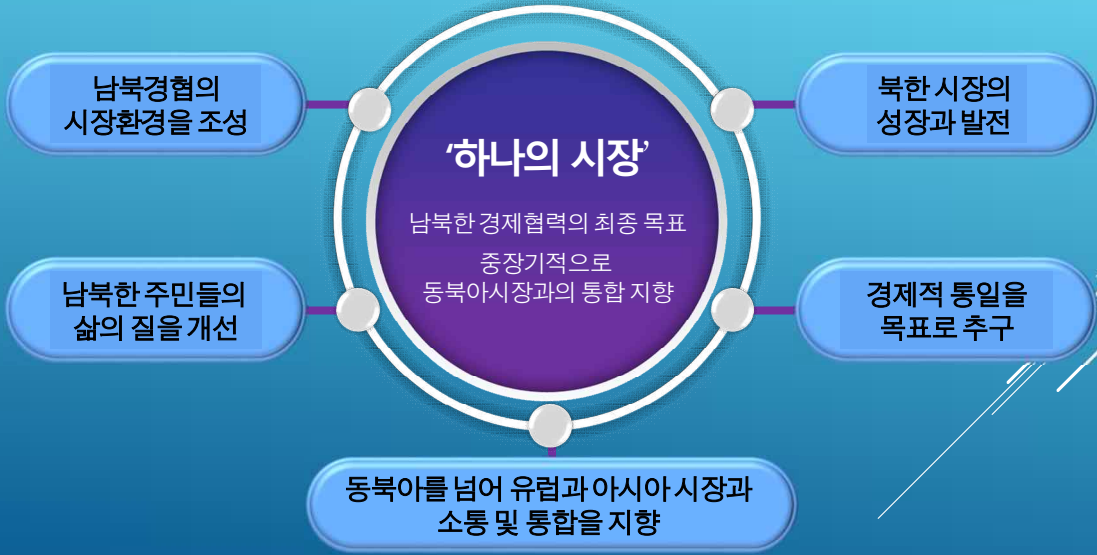 남북경협의
시장환경을 조성
북한 시장의
성장과 발전
‘하나의 시장’
남북한 경제협력의 최종 목표
중장기적으로
동북아시장과의 통합 지향
남북한 주민들의
삶의 질을 개선
경제적 통일을
목표로 추구
동북아를 넘어 유럽과 아시아 시장과
소통 및 통합을 지향